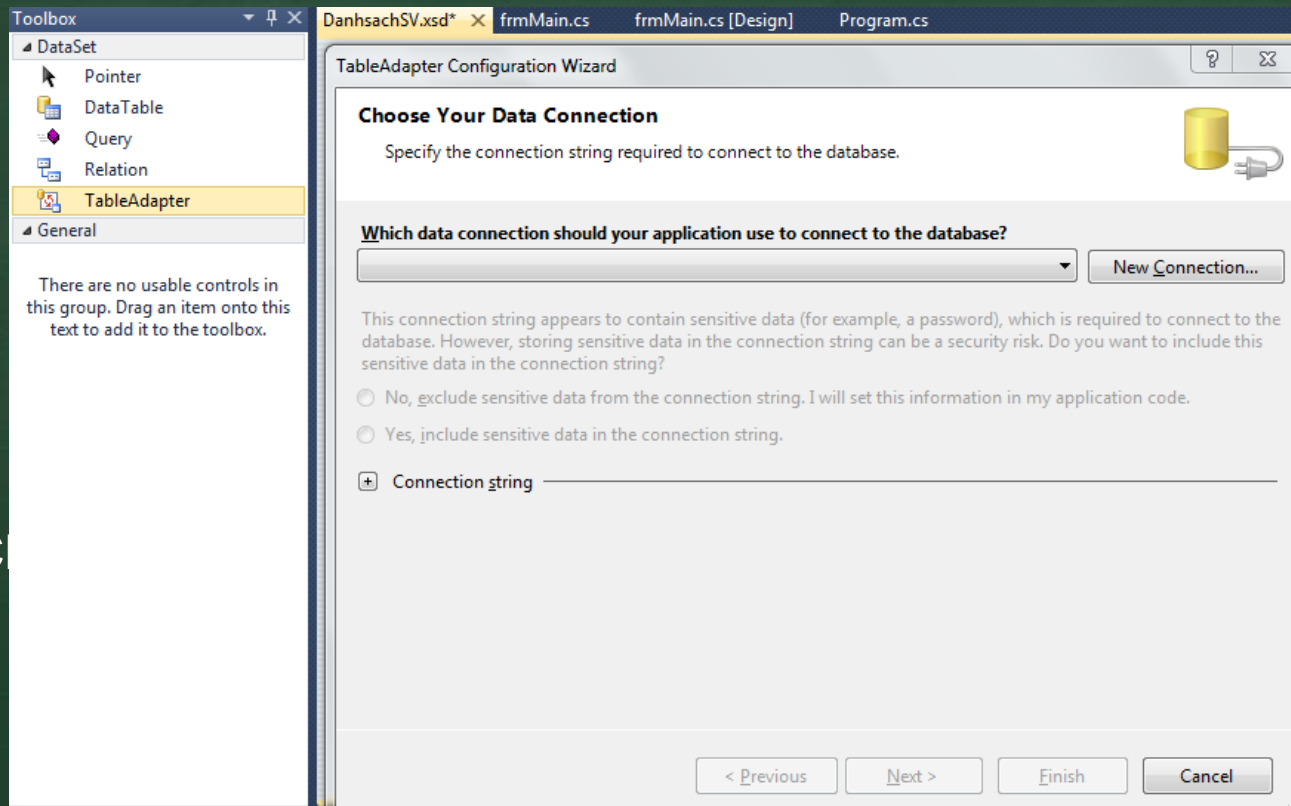 Toolbox
DataSet
Pointer
DataTable
Query
Relation
TableAdapter
General
There are no usable controls in
this group. Drag an item onto this
text to add it to the toolbox.
DanhsachSV.xsd* frmMain.cs frmMain.cs [Design] Program.cs
TableAdapter Configuration Wizard
Choose Your Data Connection
Specify the connection string required to connect to the database.
Which data connection should your application use to connect to the database?
New Connection...
This connection string appears to contain sensitive data (for example, a password), which is required to connect to the
database. However, storing sensitive data in the connection string can be a security risk. Do you want to include this
sensitive data in the connection string?
No, exclude sensitive data from the connection string. I will set this information in my application code.
Yes, include sensitive data in the connection string.
Connection string
< Previous Next > Finish Cancel